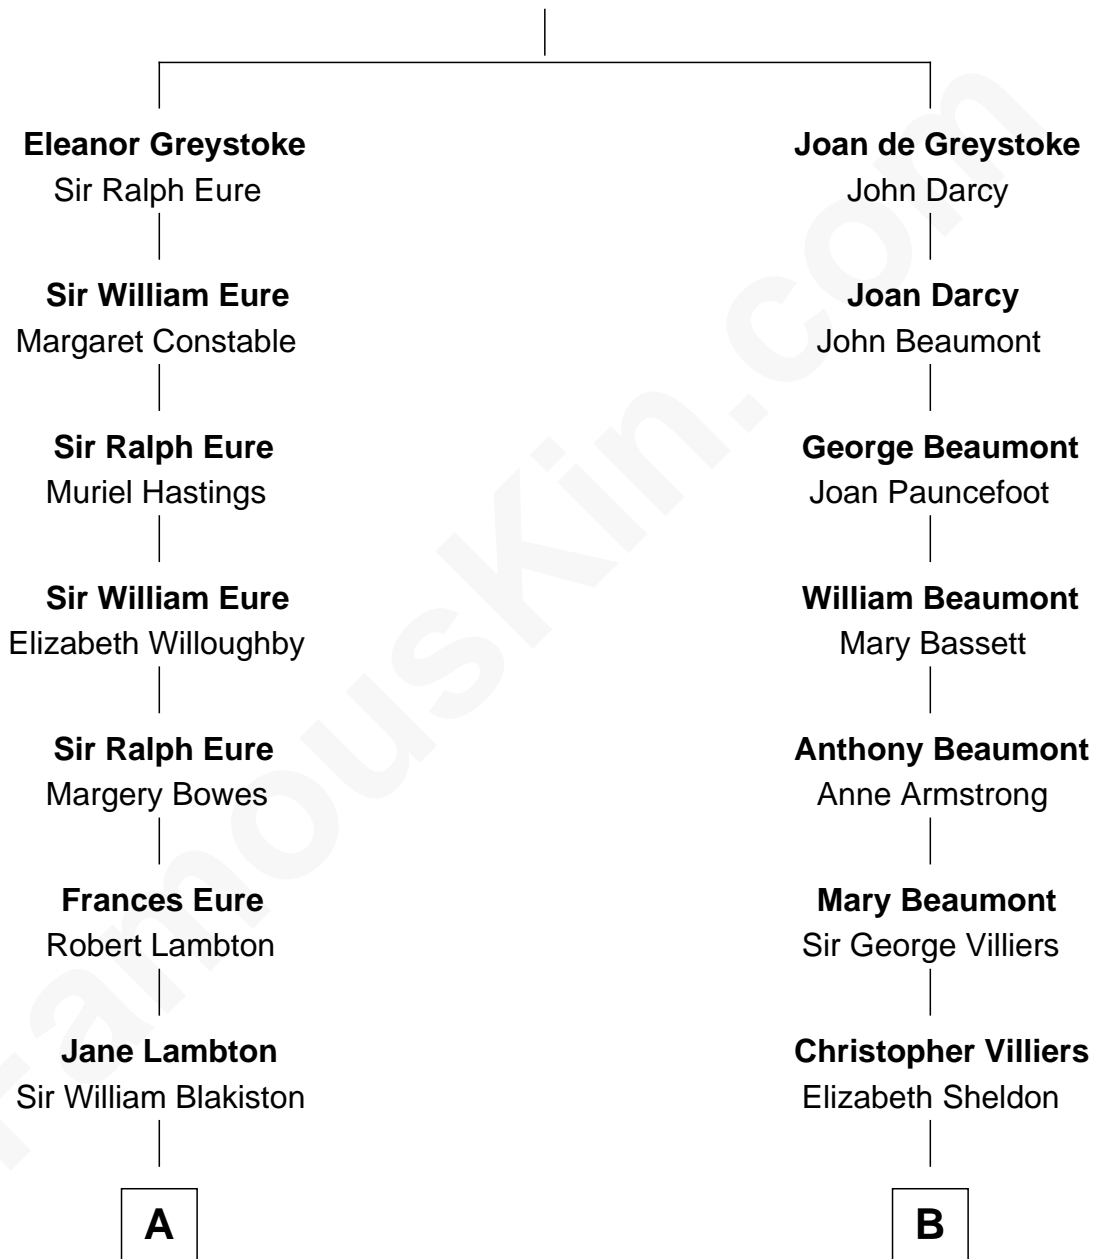 Eleanor Greystoke
Sir Ralph Eure
Sir William Eure
Margaret Constable
Sir Ralph Eure
Muriel Hastings
Sir William Eure
Elizabeth Willoughby
Sir Ralph Eure
Margery Bowes
Frances Eure
Robert Lambton
Jane Lambton
Sir William Blakiston
A
Joan de Greystoke
John Darcy
Joan Darcy
John Beaumont
George Beaumont
Joan Pauncefoot
William Beaumont
Mary Bassett
Anthony Beaumont
Anne Armstrong
Mary Beaumont
Sir George Villiers
Christopher Villiers
Elizabeth Sheldon
B
FamousKin.com